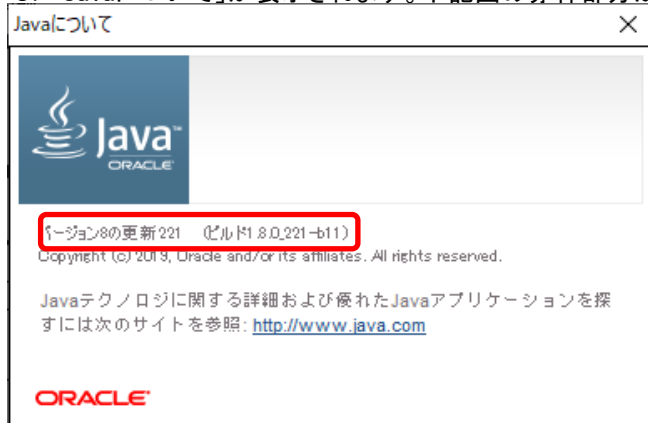 Javaについて
Java
ORACLE
バージョン8の更新221 (ビルド1.8.0_221-b11)
Copyright (c) 2019, Oracle and/or its affiliates. All rights reserved.
Javaテクノロジに関する詳細および優れたJavaアプリケーションを探
すには次のサイトを参照: http://www.java.com
ORACLE